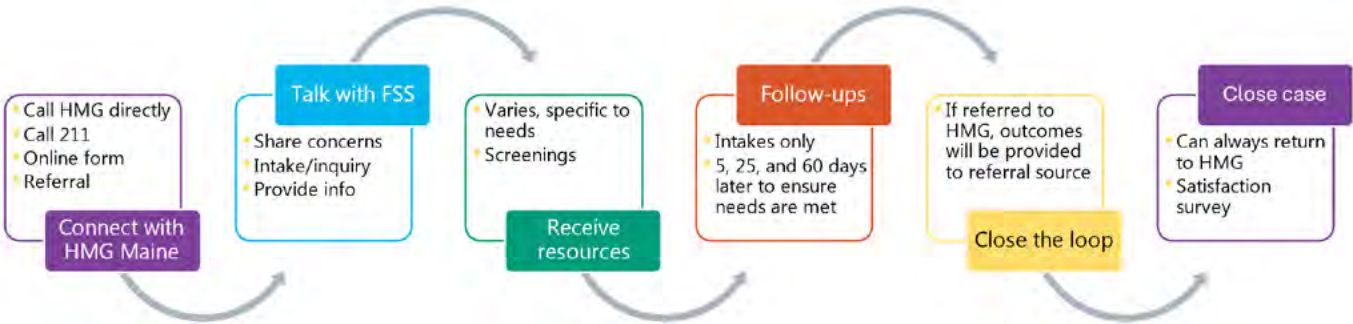 Call HMG directly
Call 211
Online form
Referral
Connect with
HMG Maine
Talk with FSS
Share concerns
Intake/inquiry
Provide info
Varies, specific to
needs
Screenings
Receive
resources
Follow-ups
Intakes only
5, 25, and 60 days
later to ensure
needs are met
If referred to
HMG, outcomes
will be provided
to referral source
Close the loop
Close case
Can always return
to HMG
Satisfaction
survey